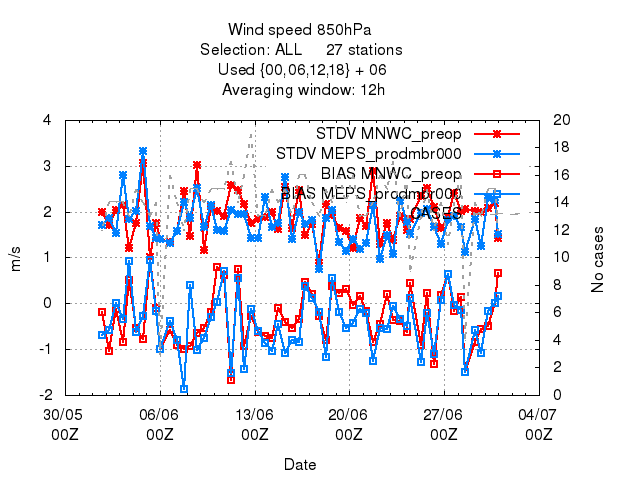 Wind speed 850hPa
Selection: ALL 27 stations
Used {00,06,12,18} + 06
Averaging window: 12h
STDV MNWC_preop
STDV MEPS_prodmbr000
BIAS MNWC_preop
BIAS MEPS_prodmbr000
CASES
4
3
2
1
0
-1
-2
m/s
20
18
16
14
12
10
8
6
4
2
0
No cases
30/05 06/06 13/06 20/06 27/06 04/07
00Z 00Z 00Z 00Z 00Z 00Z
Date